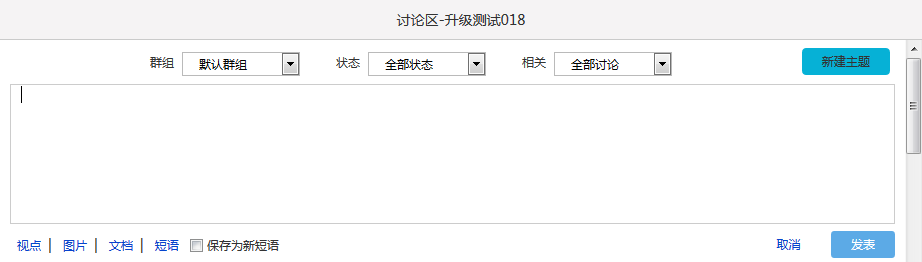 讨论区-升级测试018
群组 默认群组 状态 全部状态 相关 全部讨论 新建主题
视点 | 图片 | 文档 | 短语 保存为新短语 取消 发表